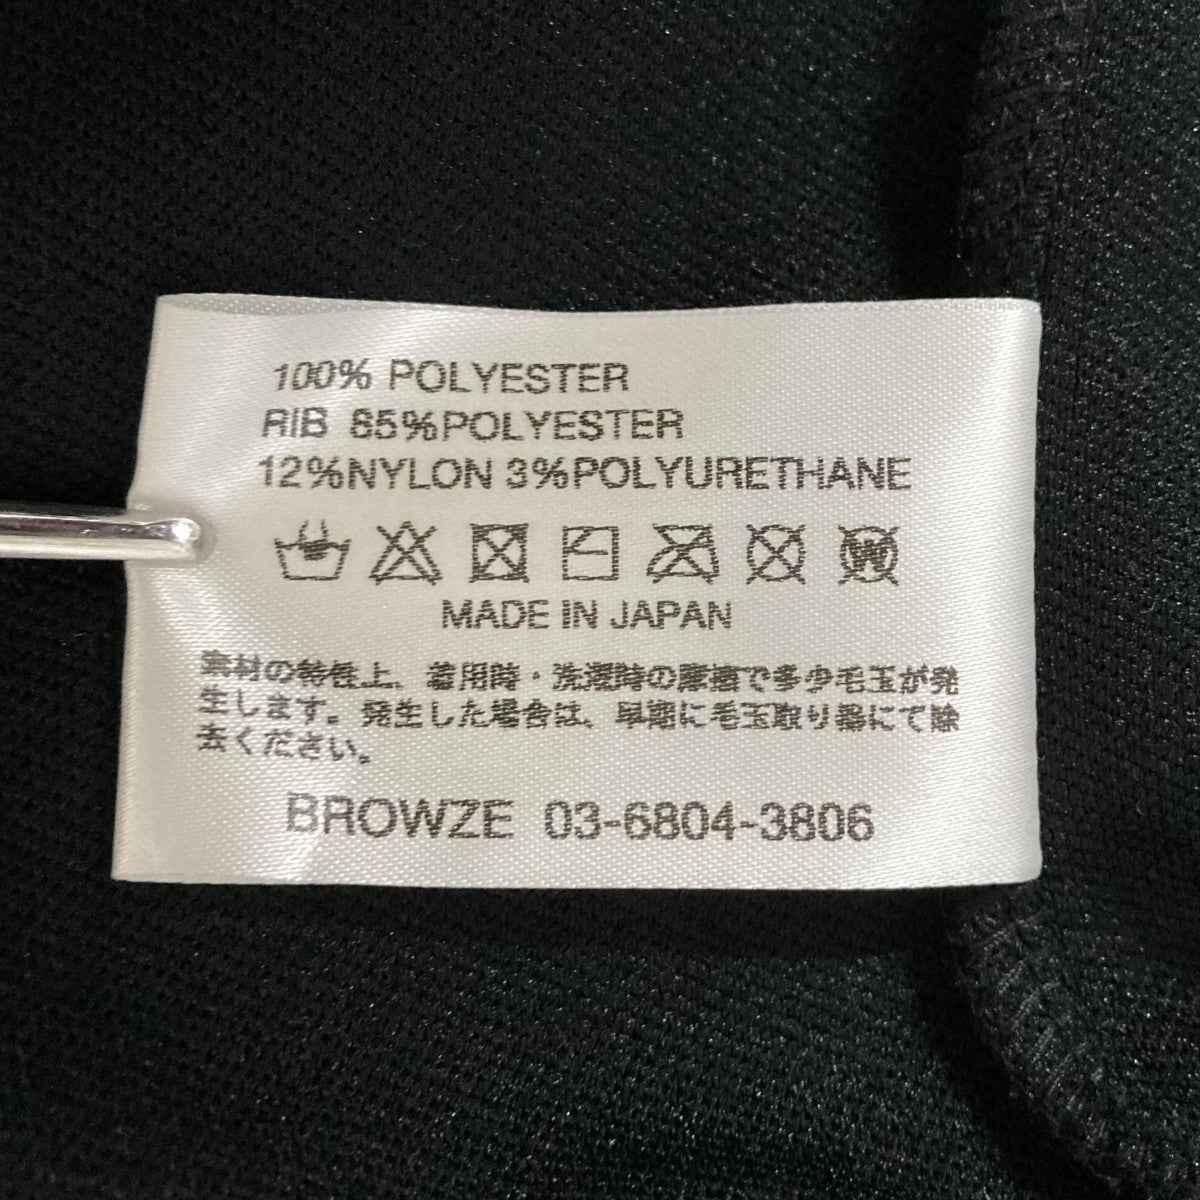 100% POLYESTER
RIB 85%POLYESTER
12%NYLON 3%POLYURETHANE
W
MADE IN JAPAN
素材の特性上、着用時・洗濯時の摩擦で多少毛玉が発
生します。発生した場合は、早期に毛玉取り器にて除
去ください。
BROWZE 03-6804-3806